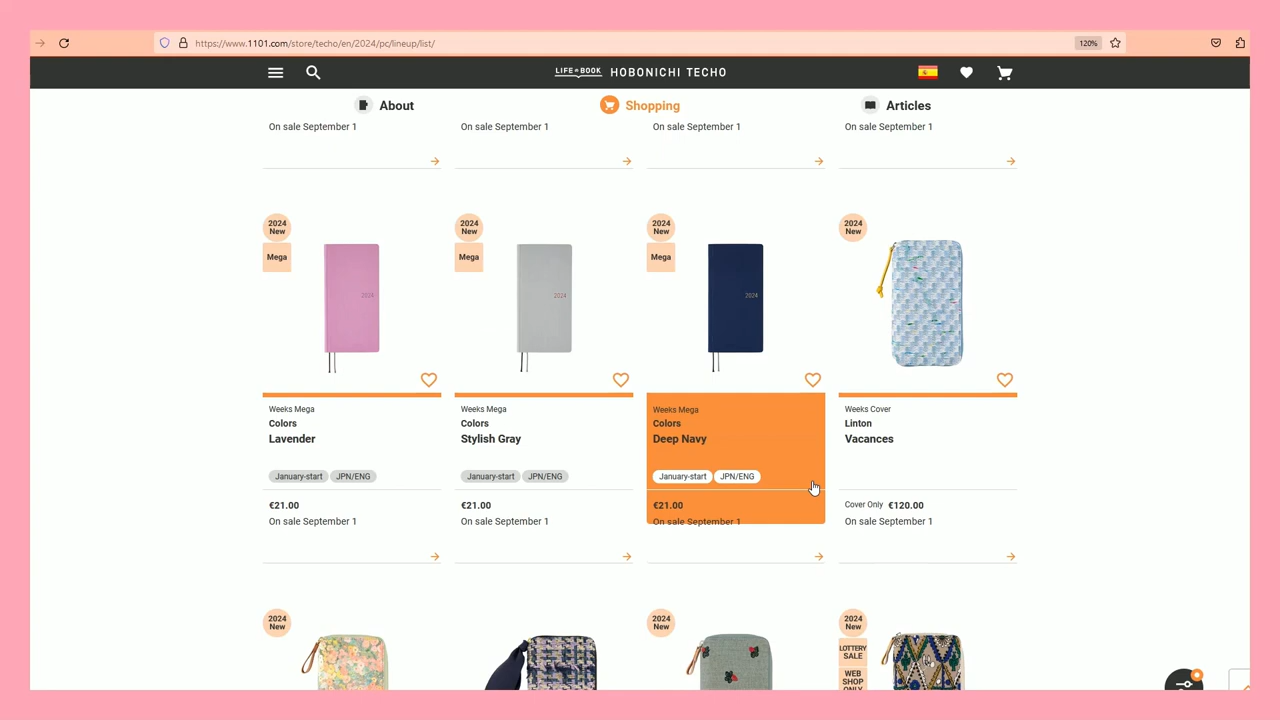 https://www.1101.com/store/techo/en/2024/pc/lineup/list/
120%
LIFE BOOK HOBONICHI TECHO
About
Shopping
Articles
On sale September 1
On sale September 1
On sale September 1
On sale September 1
2024
New
Mega
2024
2024
New
Mega
2024
2024
New
Mega
2024
2024
New
Weeks Mega
Colors
Lavender
January-start JPN/ENG
€21.00
On sale September 1
Weeks Mega
Colors
Stylish Gray
January-start JPN/ENG
€21.00
On sale September 1
Weeks Mega
Colors
Deep Navy
January-start JPN/ENG
€21.00
On sale September 1
Weeks Cover
Linton
Vacances
Cover Only €120.00
On sale September 1
2024
New
2024
New
2024
New
LOTTERY
SALE
WEB
SHOP
ONLY